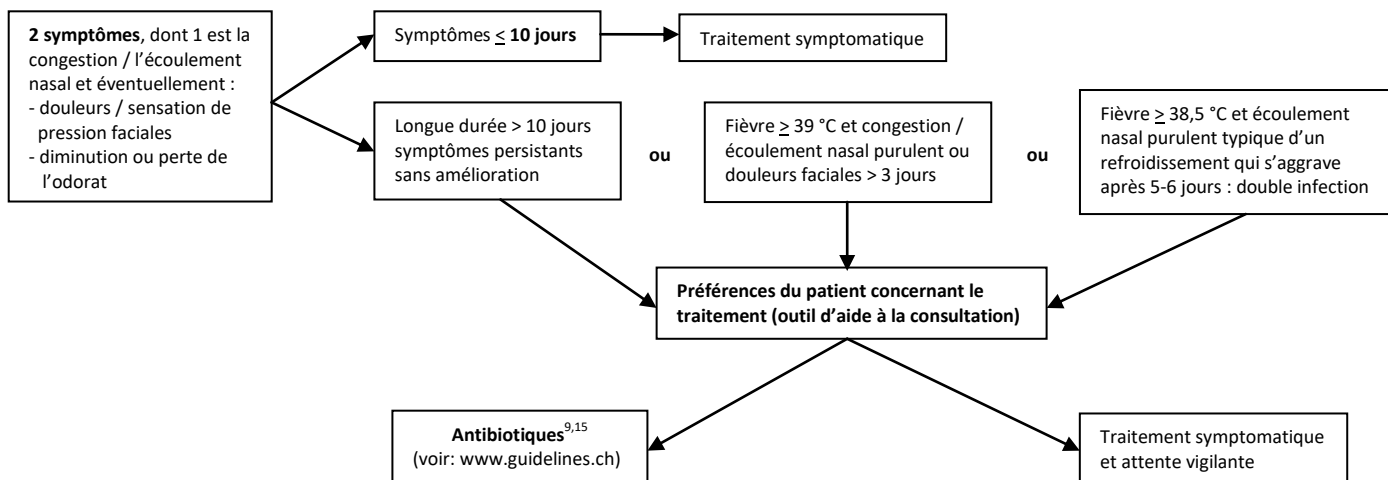 2 symptômes, dont 1 est la
congestion / l'écoulement
nasal et éventuellement :
- douleurs / sensation de
pression faciales
- diminution ou perte de
l'odorat
Symptômes ≤ 10 jours
Traitement symptomatique
Longue durée > 10 jours
symptômes persistants
sans amélioration
ou
Fièvre ≥ 39 °C et congestion /
écoulement nasal purulent ou
douleurs faciales > 3 jours
ou
Fièvre ≥ 38,5 °C et écoulement
nasal purulent typique d'un
refroidissement qui s'aggrave
après 5-6 jours : double infection
Préférences du patient concernant le
traitement (outil d'aide à la consultation)
Antibiotiques9,15
(voir: www.guidelines.ch)
Traitement symptomatique
et attente vigilante